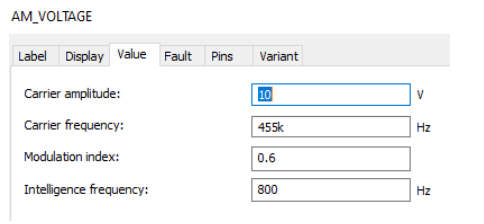 AM_VOLTAGE
Label Display Value Fault Pins Variant
Carrier amplitude: 10 V
Carrier frequency: 455k Hz
Modulation index: 0.6
Intelligence frequency: 800 Hz